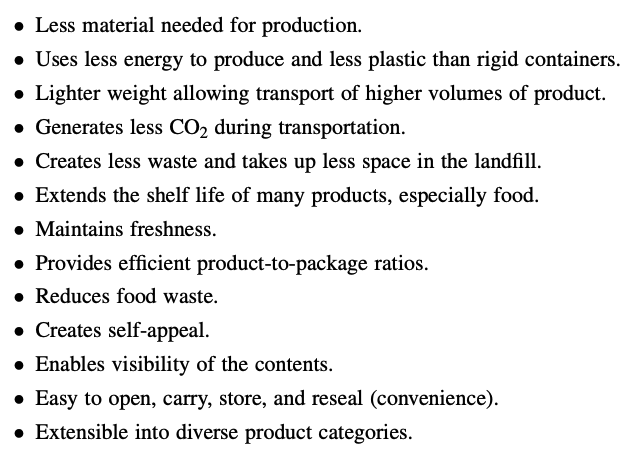 • Less material needed for production.
• Uses less energy to produce and less plastic than rigid containers.
• Lighter weight allowing transport of higher volumes of product.
• Generates less CO₂ during transportation.
• Creates less waste and takes up less space in the landfill.
• Extends the shelf life of many products, especially food.
• Maintains freshness.
• Provides efficient product-to-package ratios.
• Reduces food waste.
• Creates self-appeal.
• Enables visibility of the contents.
• Easy to open, carry, store, and reseal (convenience).
• Extensible into diverse product categories.